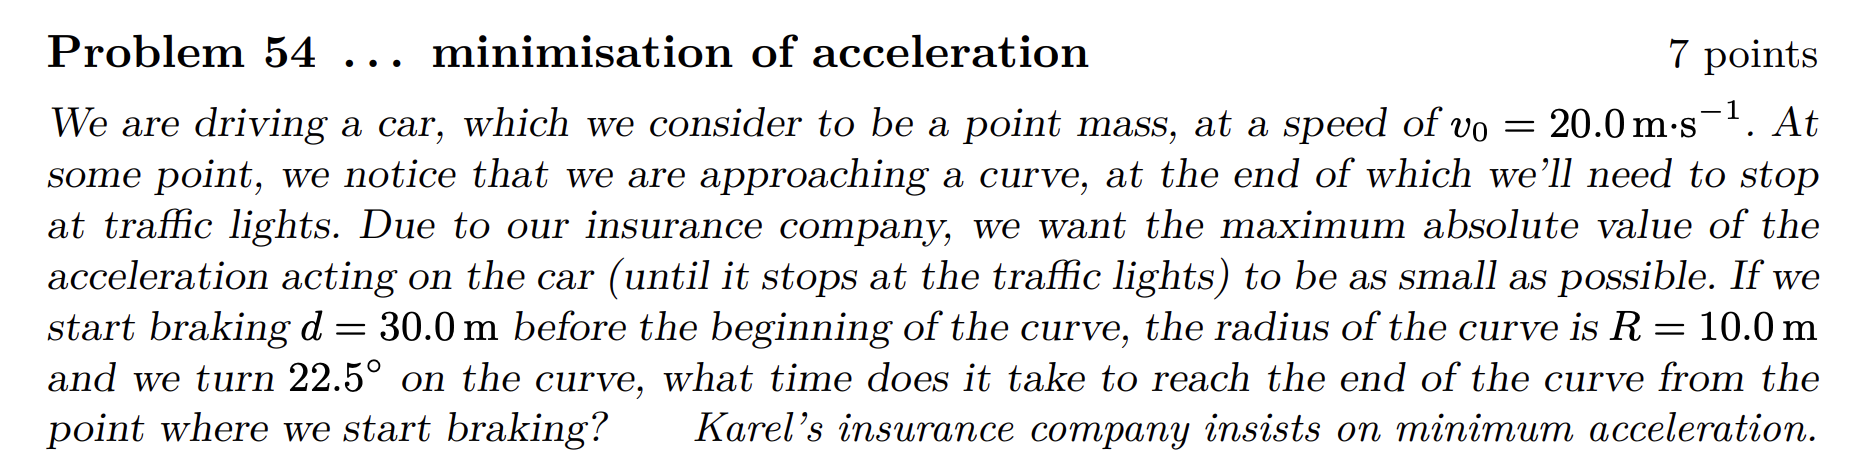 Problem 54 ... minimisation of acceleration 7 points
We are driving a car, which we consider to be a point mass, at a speed of v₀ = 20.0 m·s⁻¹. At
some point, we notice that we are approaching a curve, at the end of which we'll need to stop
at traffic lights. Due to our insurance company, we want the maximum absolute value of the
acceleration acting on the car (until it stops at the traffic lights) to be as small as possible. If we
start braking d = 30.0 m before the beginning of the curve, the radius of the curve is R = 10.0 m
and we turn 22.5° on the curve, what time does it take to reach the end of the curve from the
point where we start braking? Karel's insurance company insists on minimum acceleration.